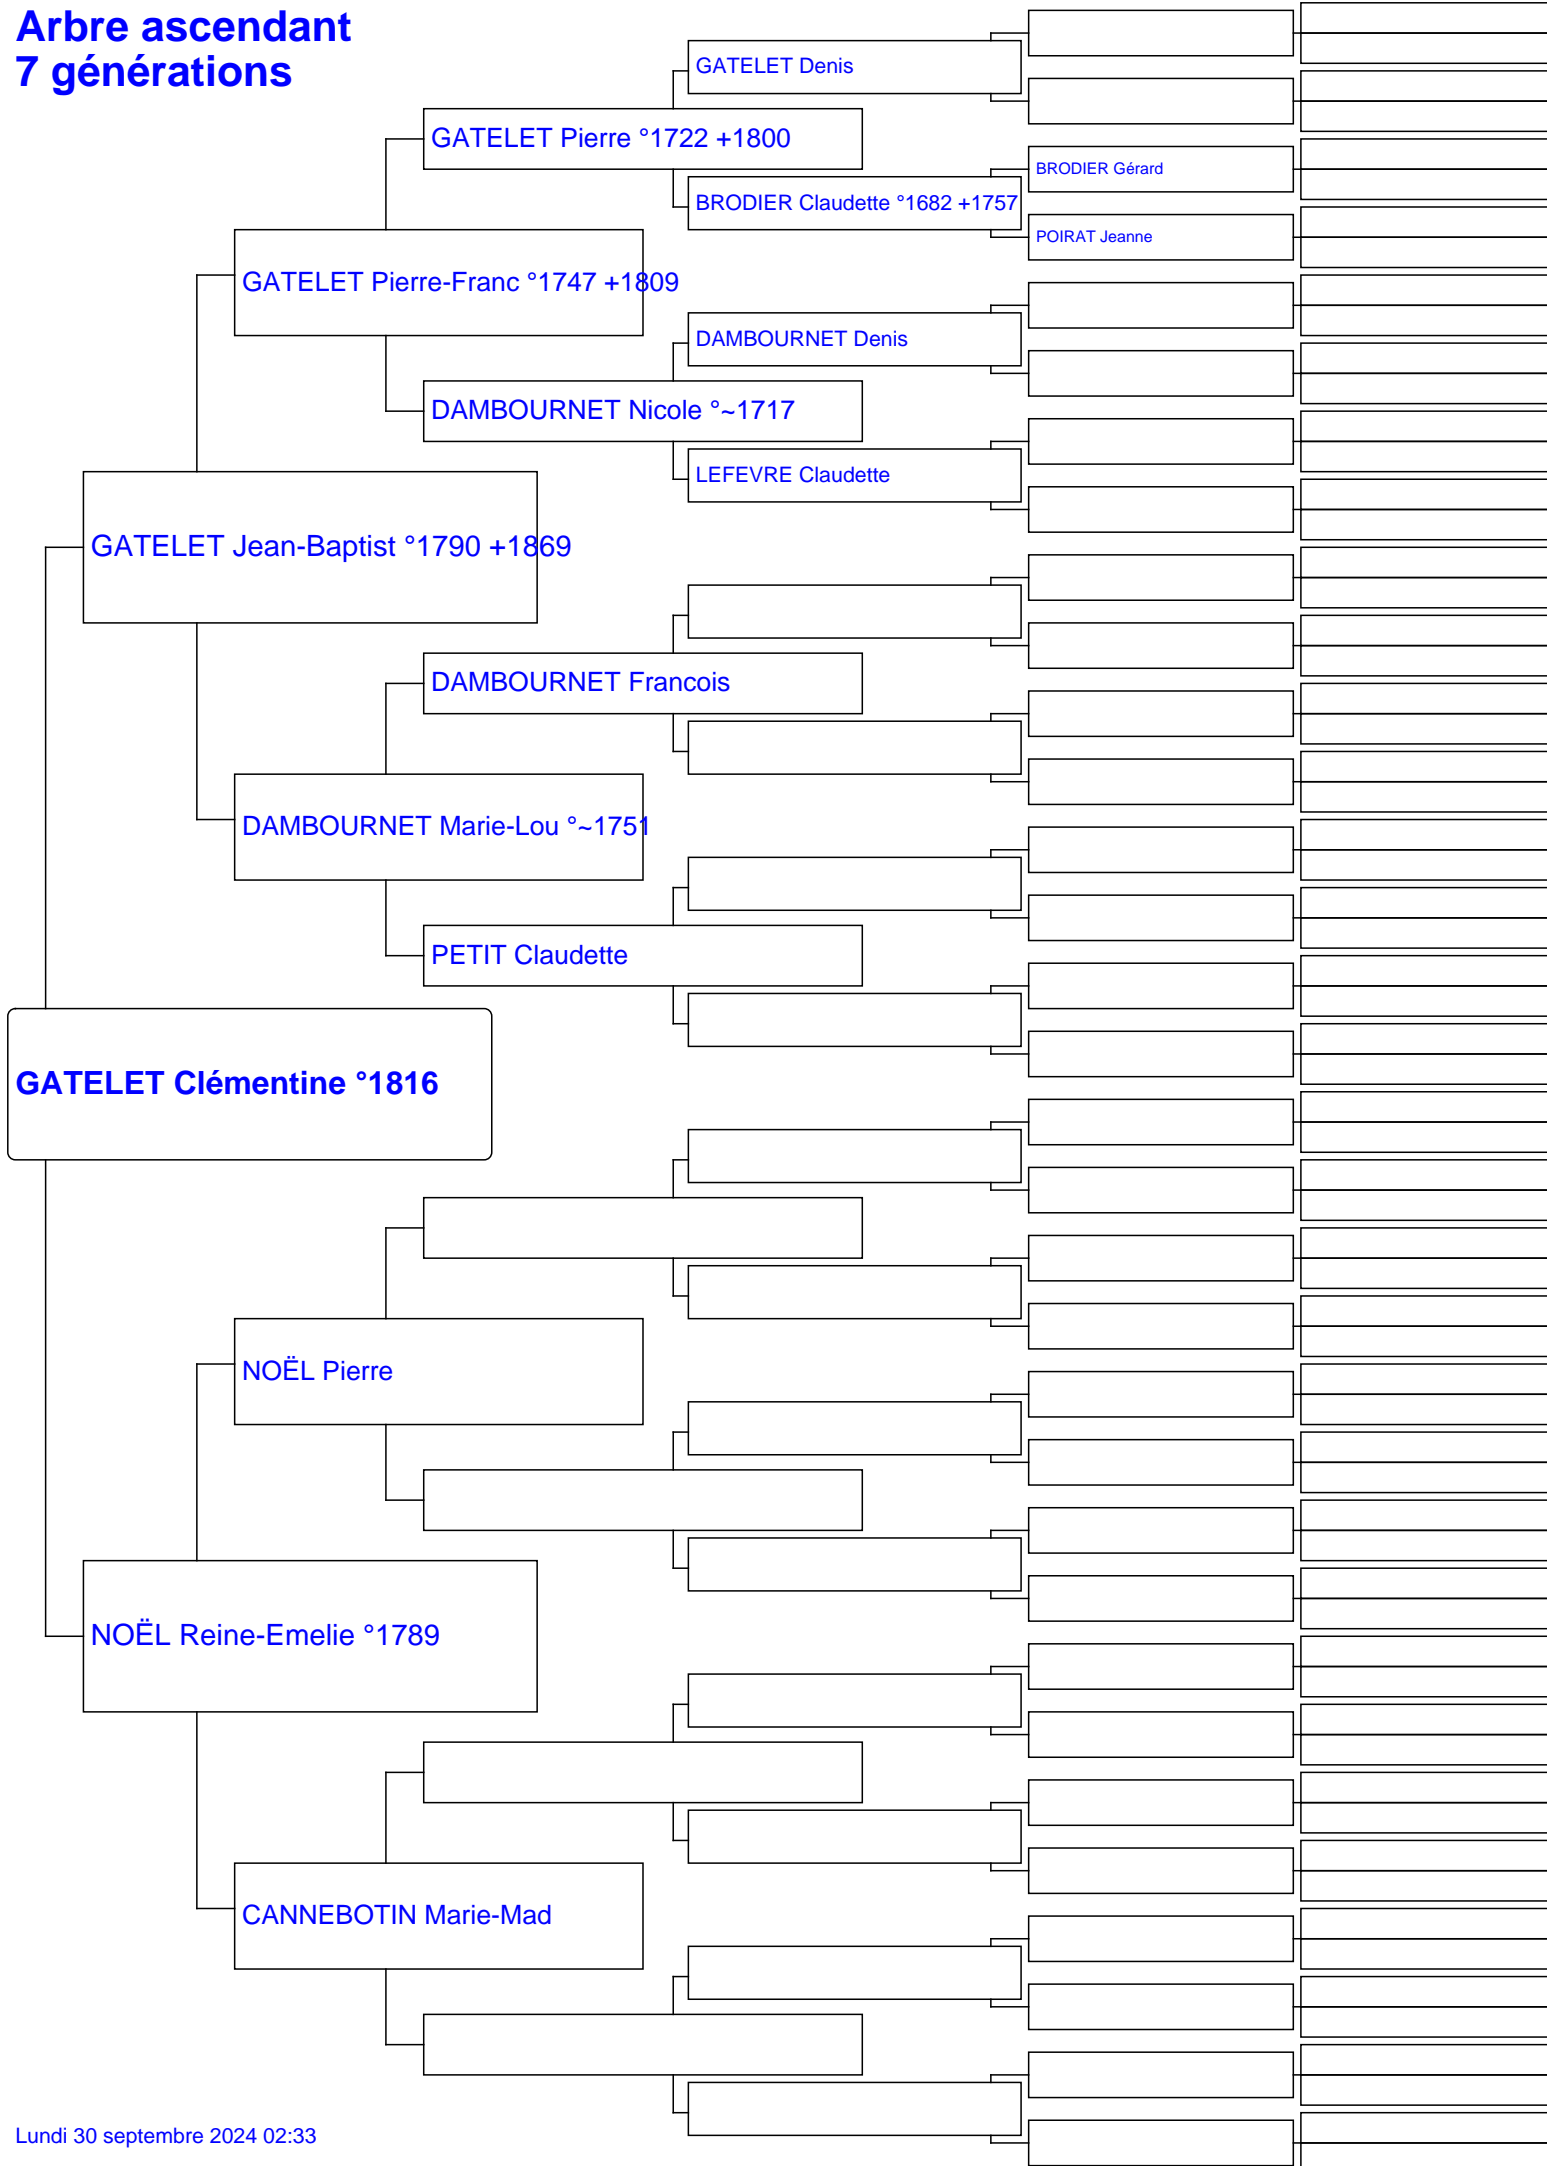 Arbre ascendant
7 générations
GATELET Denis
GATELET Pierre °1722 +1800
BRODIER Gérard
BRODIER Claudette °1682 +1757
POIRAT Jeanne
GATELET Pierre-Franc °1747 +1809
DAMBOURNET Denis
DAMBOURNET Nicole °~1717
LEFEVRE Claudette
GATELET Jean-Baptist °1790 +1869
DAMBOURNET Francois
DAMBOURNET Marie-Lou °~1751
PETIT Claudette
GATELET Clémentine °1816
NOËL Pierre
NOËL Reine-Emelie °1789
CANNEBOTIN Marie-Mad
Lundi 30 septembre 2024 02:33